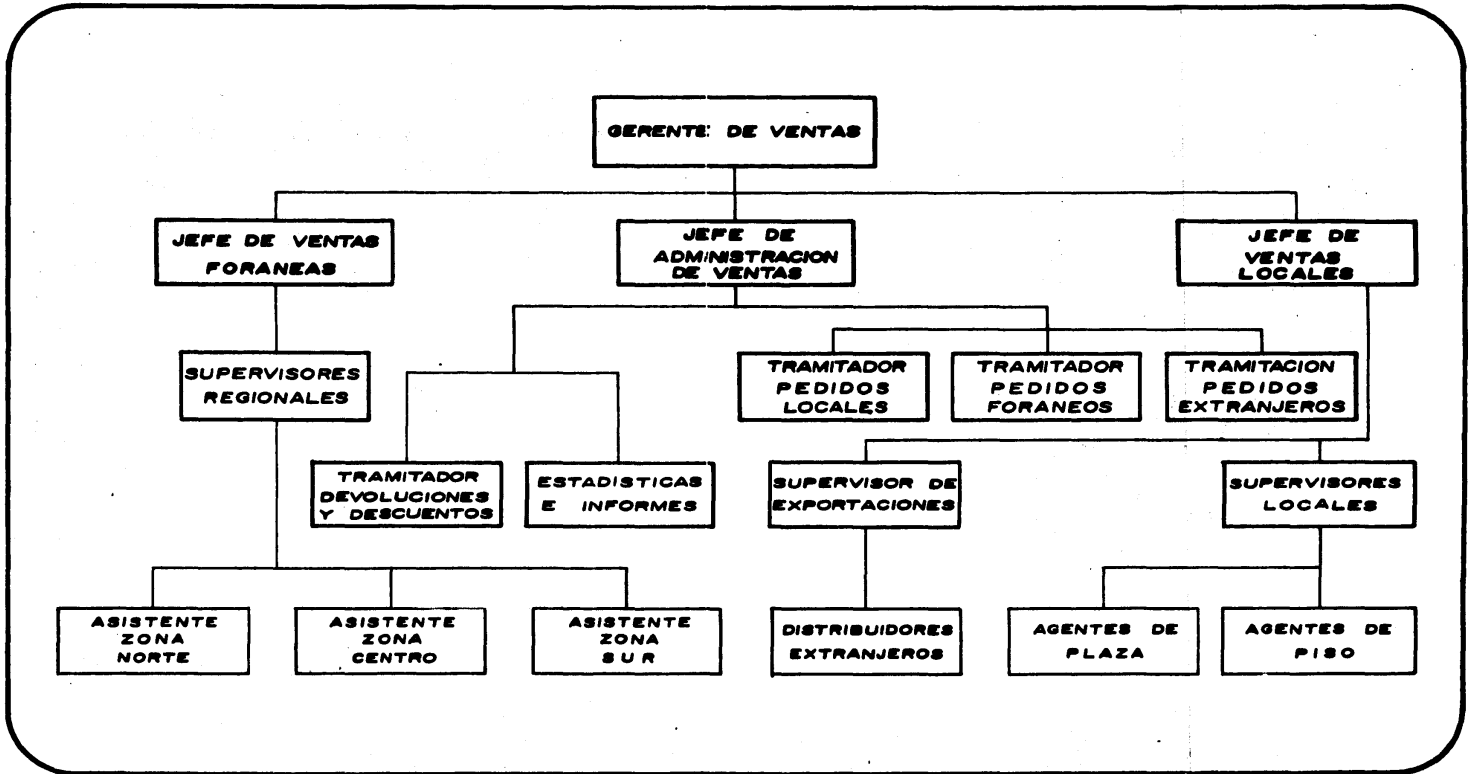 GERENTE DE VENTAS
JEFE DE VENTAS
FORANEAS
JEFE DE
ADMINISTRACION
DE VENTAS
JEFE DE
VENTAS
LOCALES
SUPERVISORES
REGIONALES
TRAMITADOR
PEDIDOS
LOCALES
TRAMITADOR
PEDIDOS
FORANEOS
TRAMITACION
PEDIDOS
EXTRANJEROS
TRAMITADOR
DEVOLUCIONES
Y DESCUENTOS
ESTADISTICAS
E INFORMES
SUPERVISOR DE
EXPORTACIONES
SUPERVISORES
LOCALES
ASISTENTE
ZONA
NORTE
ASISTENTE
ZONA
CENTRO
ASISTENTE
ZONA
SUR
DISTRIBUIDORES
EXTRANJEROS
AGENTES DE
PLAZA
AGENTES DE
PISO